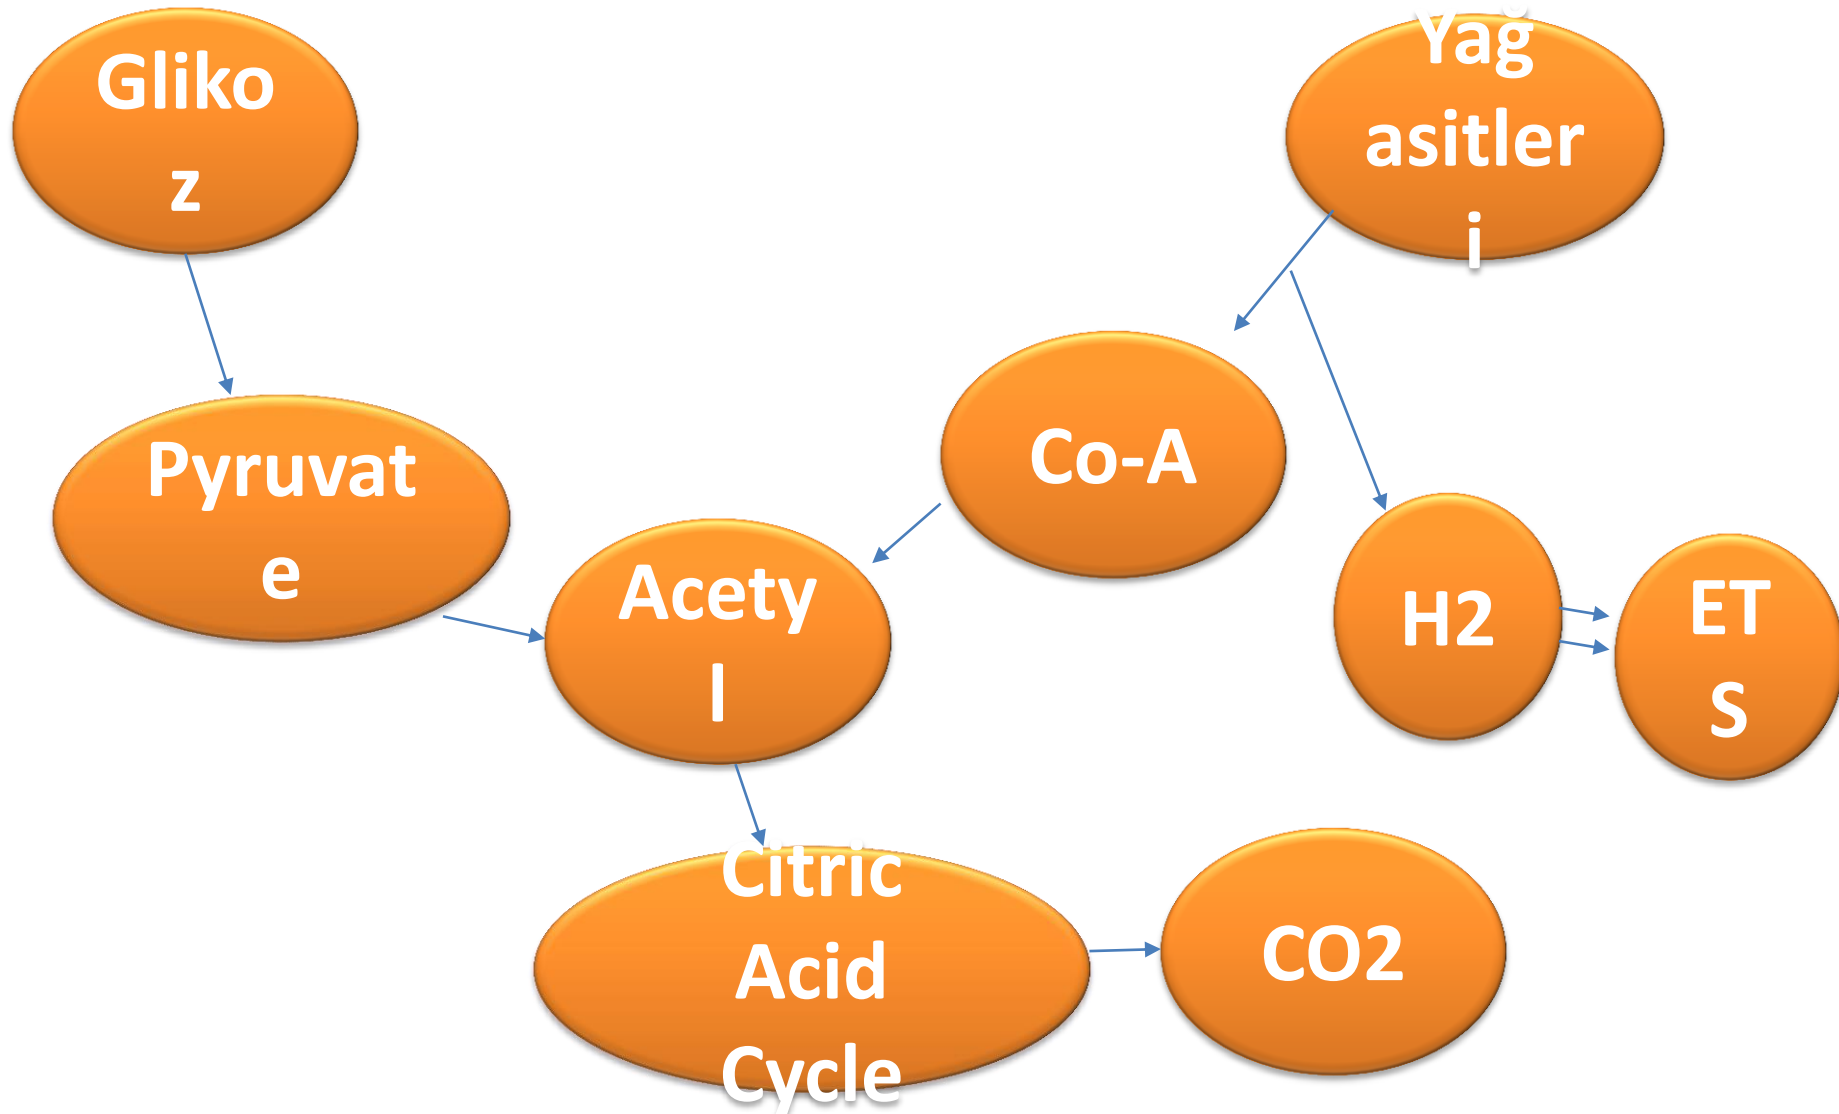 Gliko
z
Yağ
asitler
i
Pyruvat
e
Co-A
Acety
l
H2
ET
S
Citric
Acid
Cycle
CO2